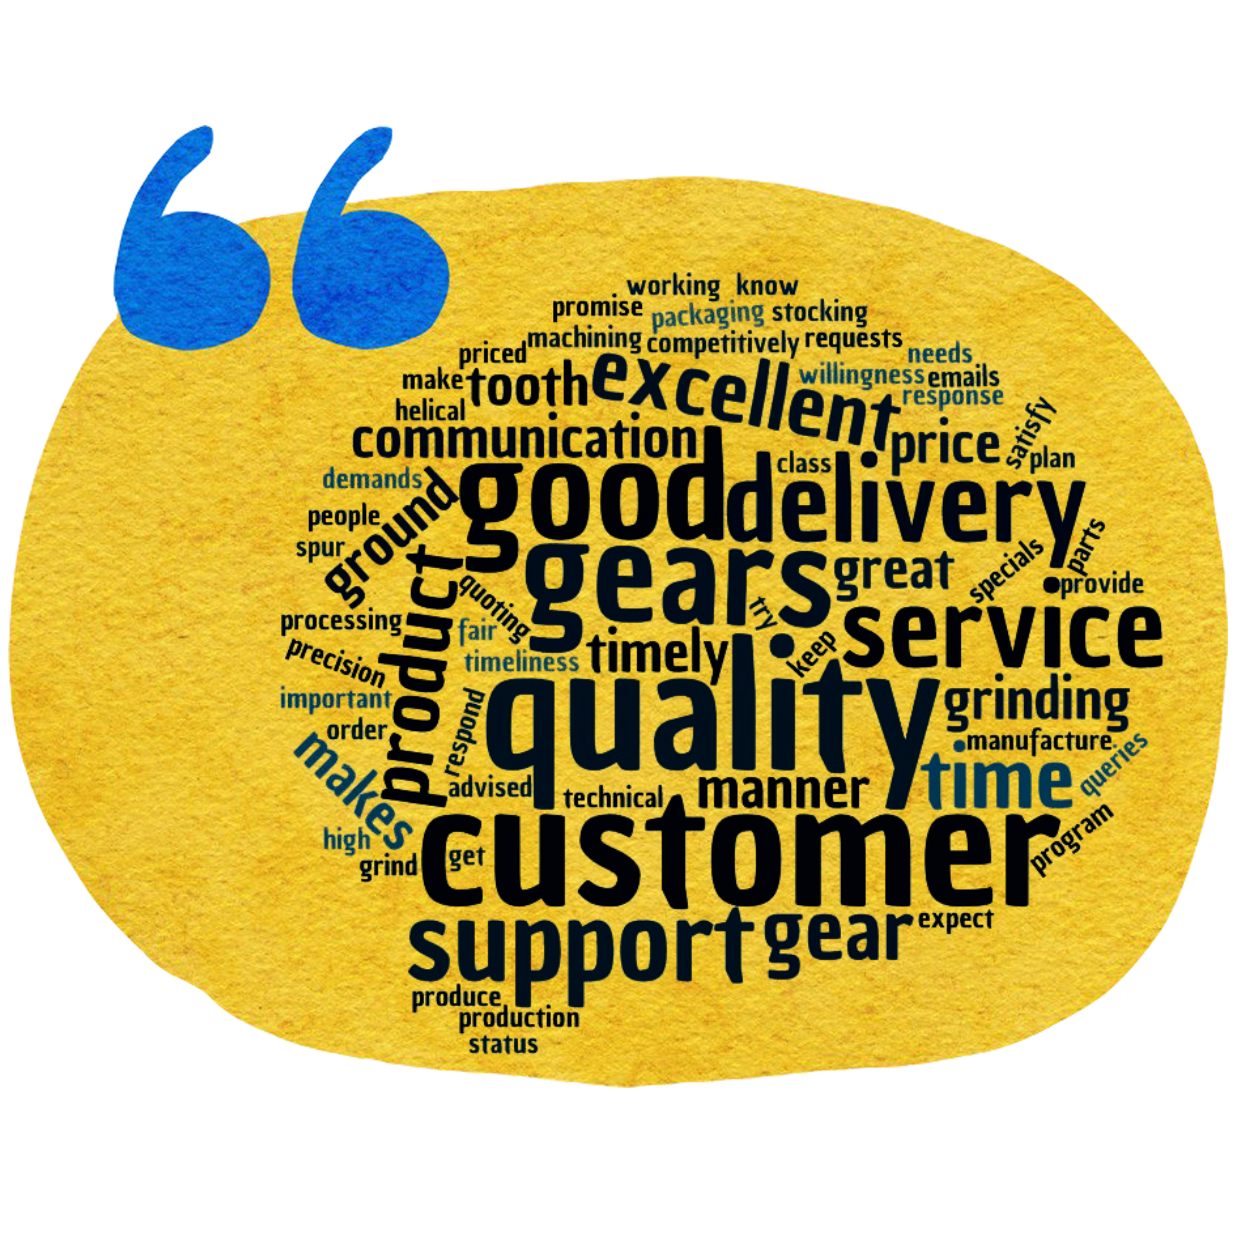 “
working know
promise packaging stocking
machining competitively requests
priced needs
make tooth excellent willingness emails
helical response
communication price satisfy
class plan
demands good delivery
people ground
spur gears great specials parts
product quoting try provide
processing fair service
precision timeliness timely keep
important respond quality grinding
order manufacture
makes advised technical manner time queries
high customer program
grind get
support gear expect
produce
production
status